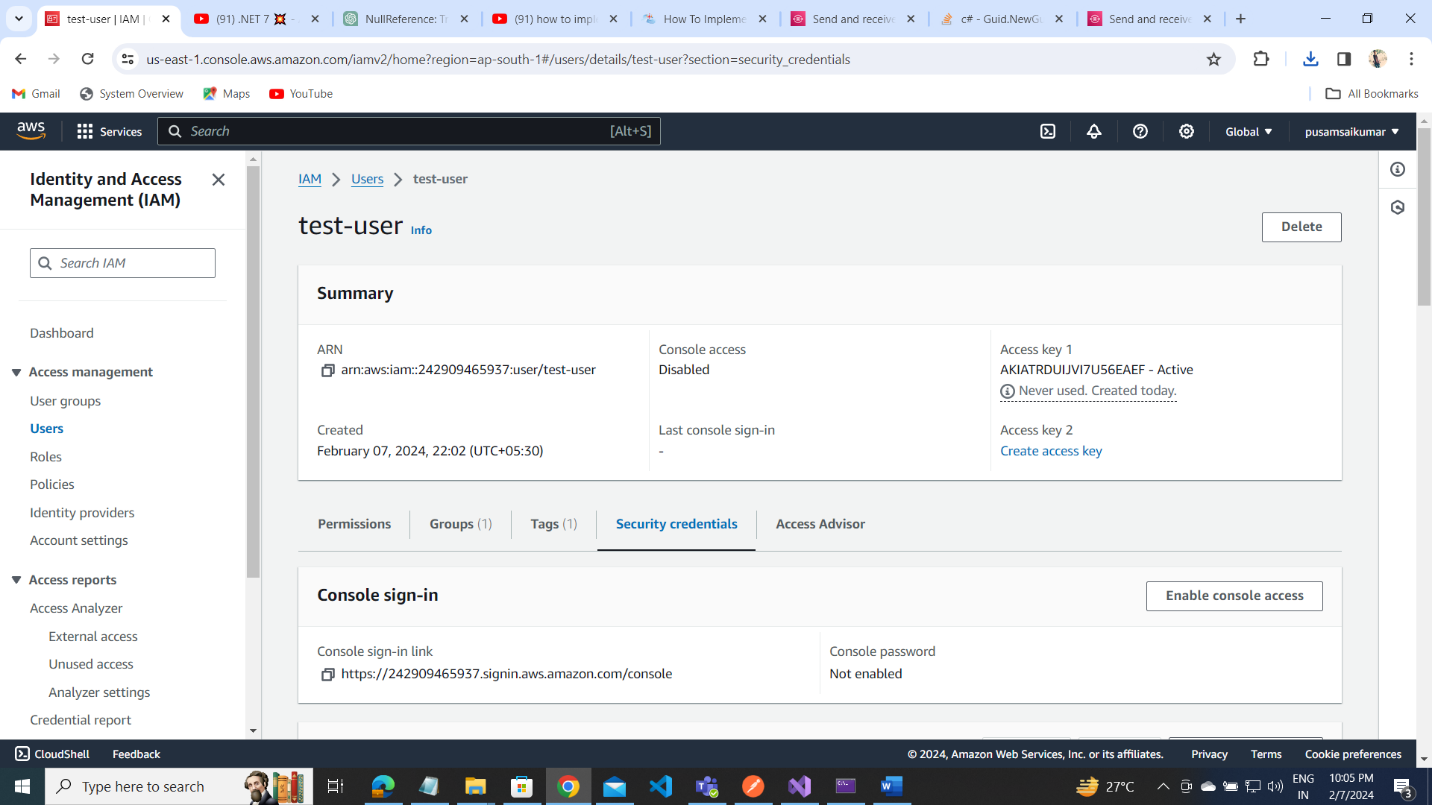 test-user | IAM |
(91) .NET 7 💥 -
NullReference: Tr
(91) how to imple
How To Impleme
Send and receive
c# - Guid.NewGu
Send and receive
us-east-1.console.aws.amazon.com/iamv2/home?region=ap-south-1#/users/details/test-user?section=security_credentials
Gmail
System Overview
Maps
YouTube
All Bookmarks
aws
Services
Search
[Alt+S]
Global
pusamsaikumar
Identity and Access
Management (IAM)
Search IAM
Dashboard
Access management
User groups
Users
Roles
Policies
Identity providers
Account settings
Access reports
Access Analyzer
External access
Unused access
Analyzer settings
Credential report
IAM
Users
test-user
test-user Info
Delete
Summary
ARN
arn:aws:iam::242909465937:user/test-user
Console access
Disabled
Access key 1
AKIATRDUIJVI7U56EAEF - Active
Never used. Created today.
Created
February 07, 2024, 22:02 (UTC+05:30)
Last console sign-in
-
Access key 2
Create access key
Permissions
Groups (1)
Tags (1)
Security credentials
Access Advisor
Console sign-in
Enable console access
Console sign-in link
https://242909465937.signin.aws.amazon.com/console
Console password
Not enabled
CloudShell
Feedback
© 2024, Amazon Web Services, Inc. or its affiliates.
Privacy
Terms
Cookie preferences
Type here to search
27°C
ENG
IN
10:05 PM
2/7/2024
3